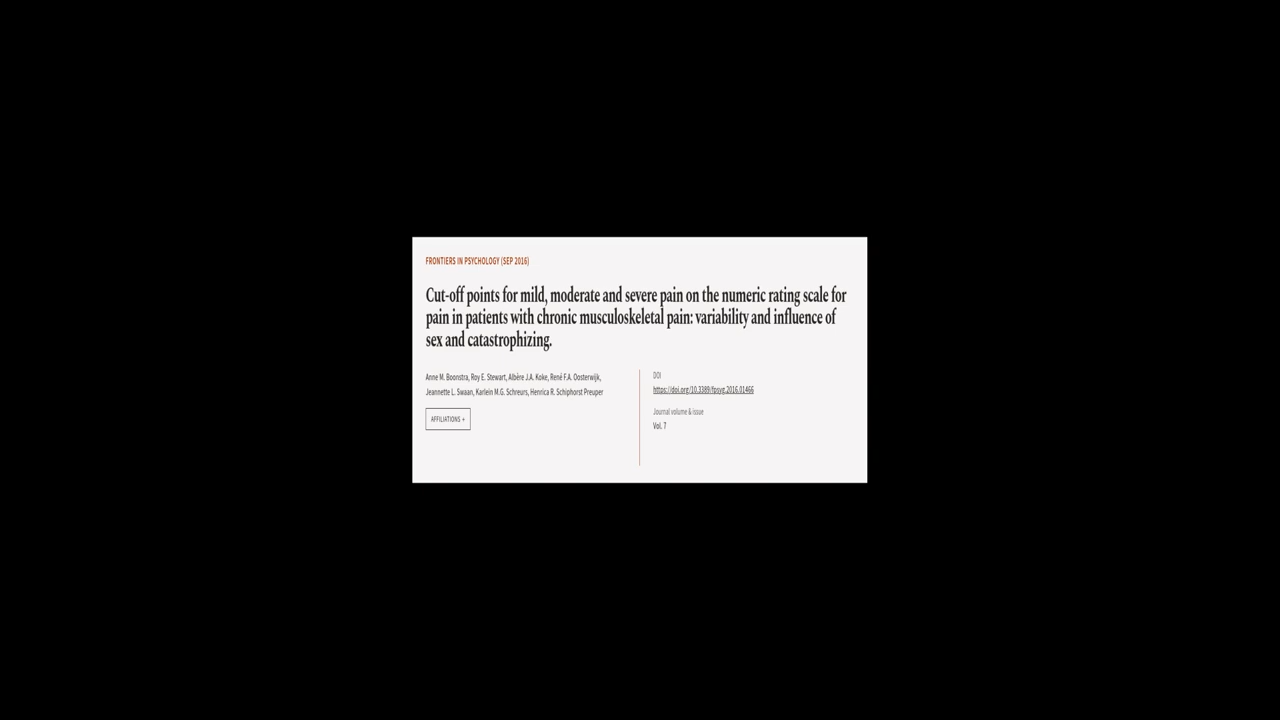 FRONTIERS IN PSYCHOLOGY (SEP 2016)
Cut-off points for mild, moderate and severe pain on the numeric rating scale for
pain in patients with chronic musculoskeletal pain: variability and influence of
sex and catastrophizing.
Anne M. Boonstra, Roy E. Stewart, Albère J.A. Koke, René F.A. Oosterwijk,
Jeannette L. Swaan, Karlein M.G. Schreurs, Henrica R. Schiphorst Preuper
AFFILIATIONS +
DOI
https://doi.org/10.3389/fpsyg.2016.01466
Journal volume & issue
Vol. 7